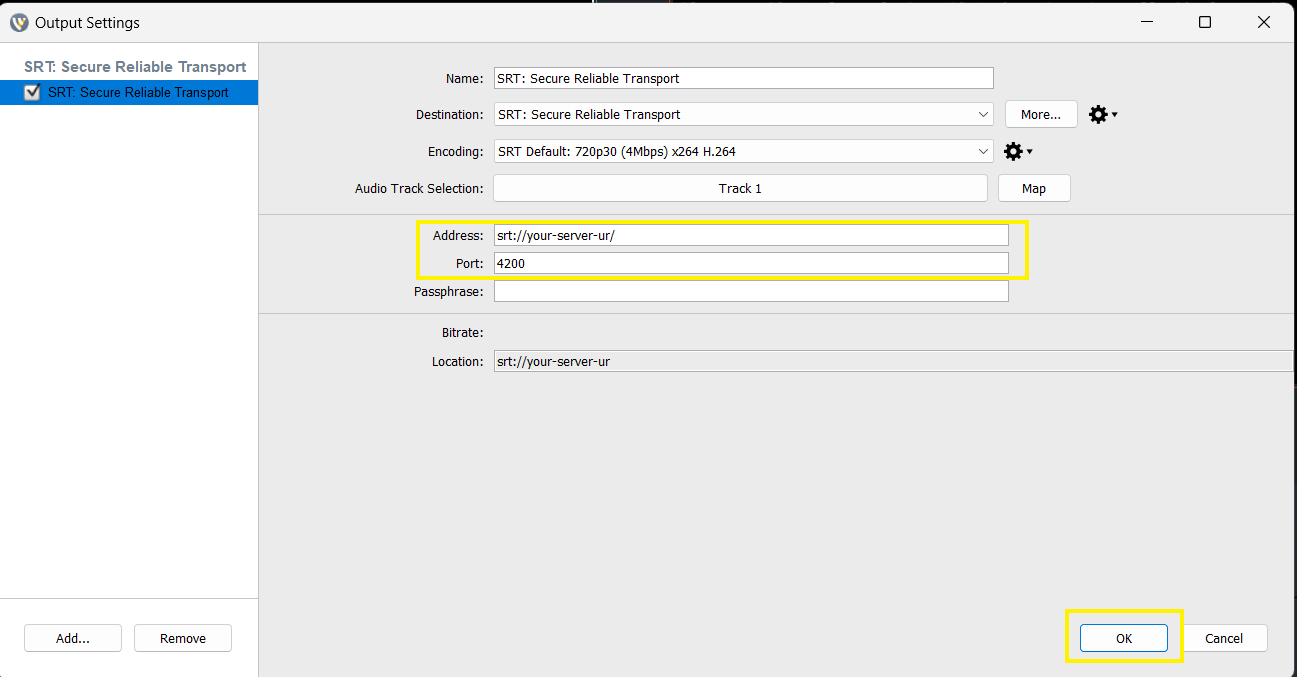 Output Settings
SRT: Secure Reliable Transport
SRT: Secure Reliable Transport
Name: SRT: Secure Reliable Transport
Destination: SRT: Secure Reliable Transport More...
Encoding: SRT Default: 720p30 (4Mbps) x264 H.264
Audio Track Selection: Track 1 Map
Address: srt://your-server-ur/
Port: 4200
Passphrase:
Bitrate:
Location: srt://your-server-ur
Add... Remove OK Cancel